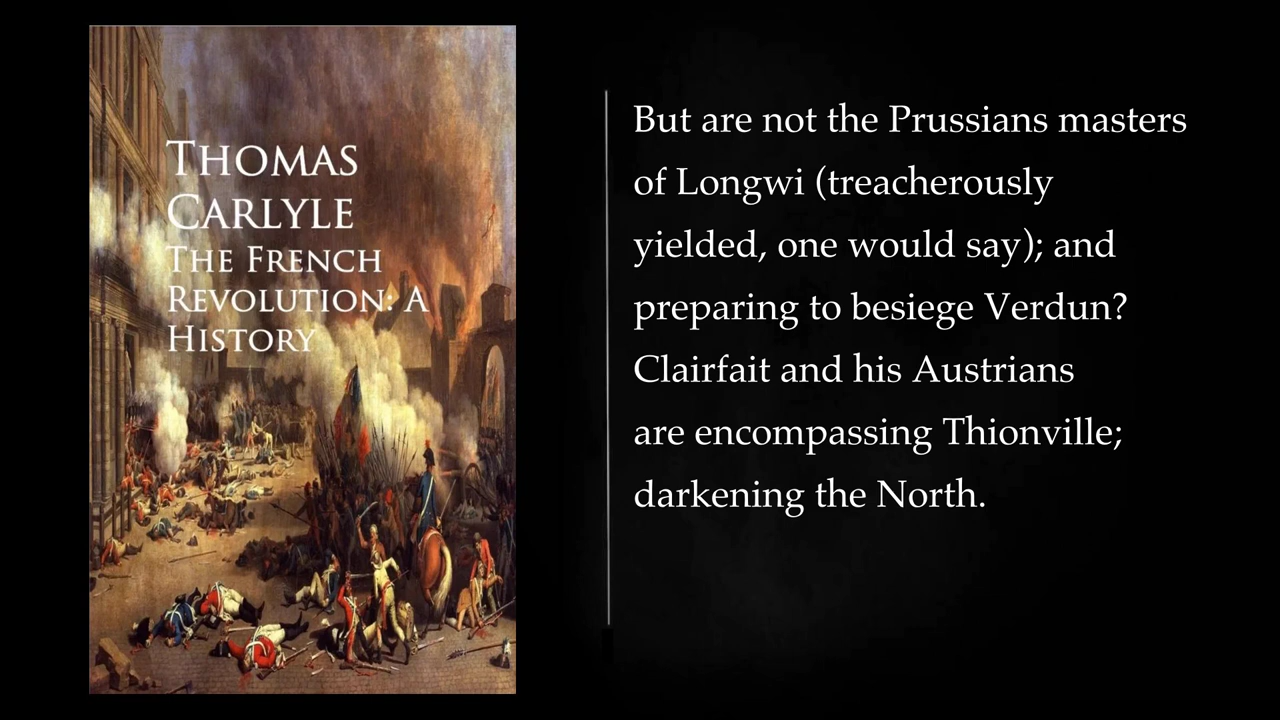 THOMAS
CARLYLE
THE FRENCH
REVOLUTION: A
HISTORY
But are not the Prussians masters
of Longwi (treacherously
yielded, one would say); and
preparing to besiege Verdun?
Clairfait and his Austrians
are encompassing Thionville;
darkening the North.